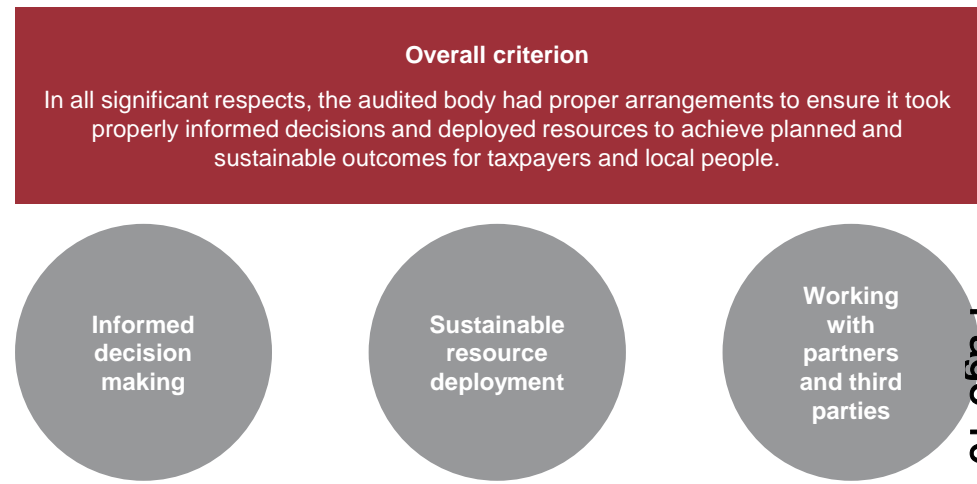 Overall criterion
In all significant respects, the audited body had proper arrangements to ensure it took
properly informed decisions and deployed resources to achieve planned and
sustainable outcomes for taxpayers and local people.
Informed
decision
making
Sustainable
resource
deployment
Working
with
partners
and third
parties